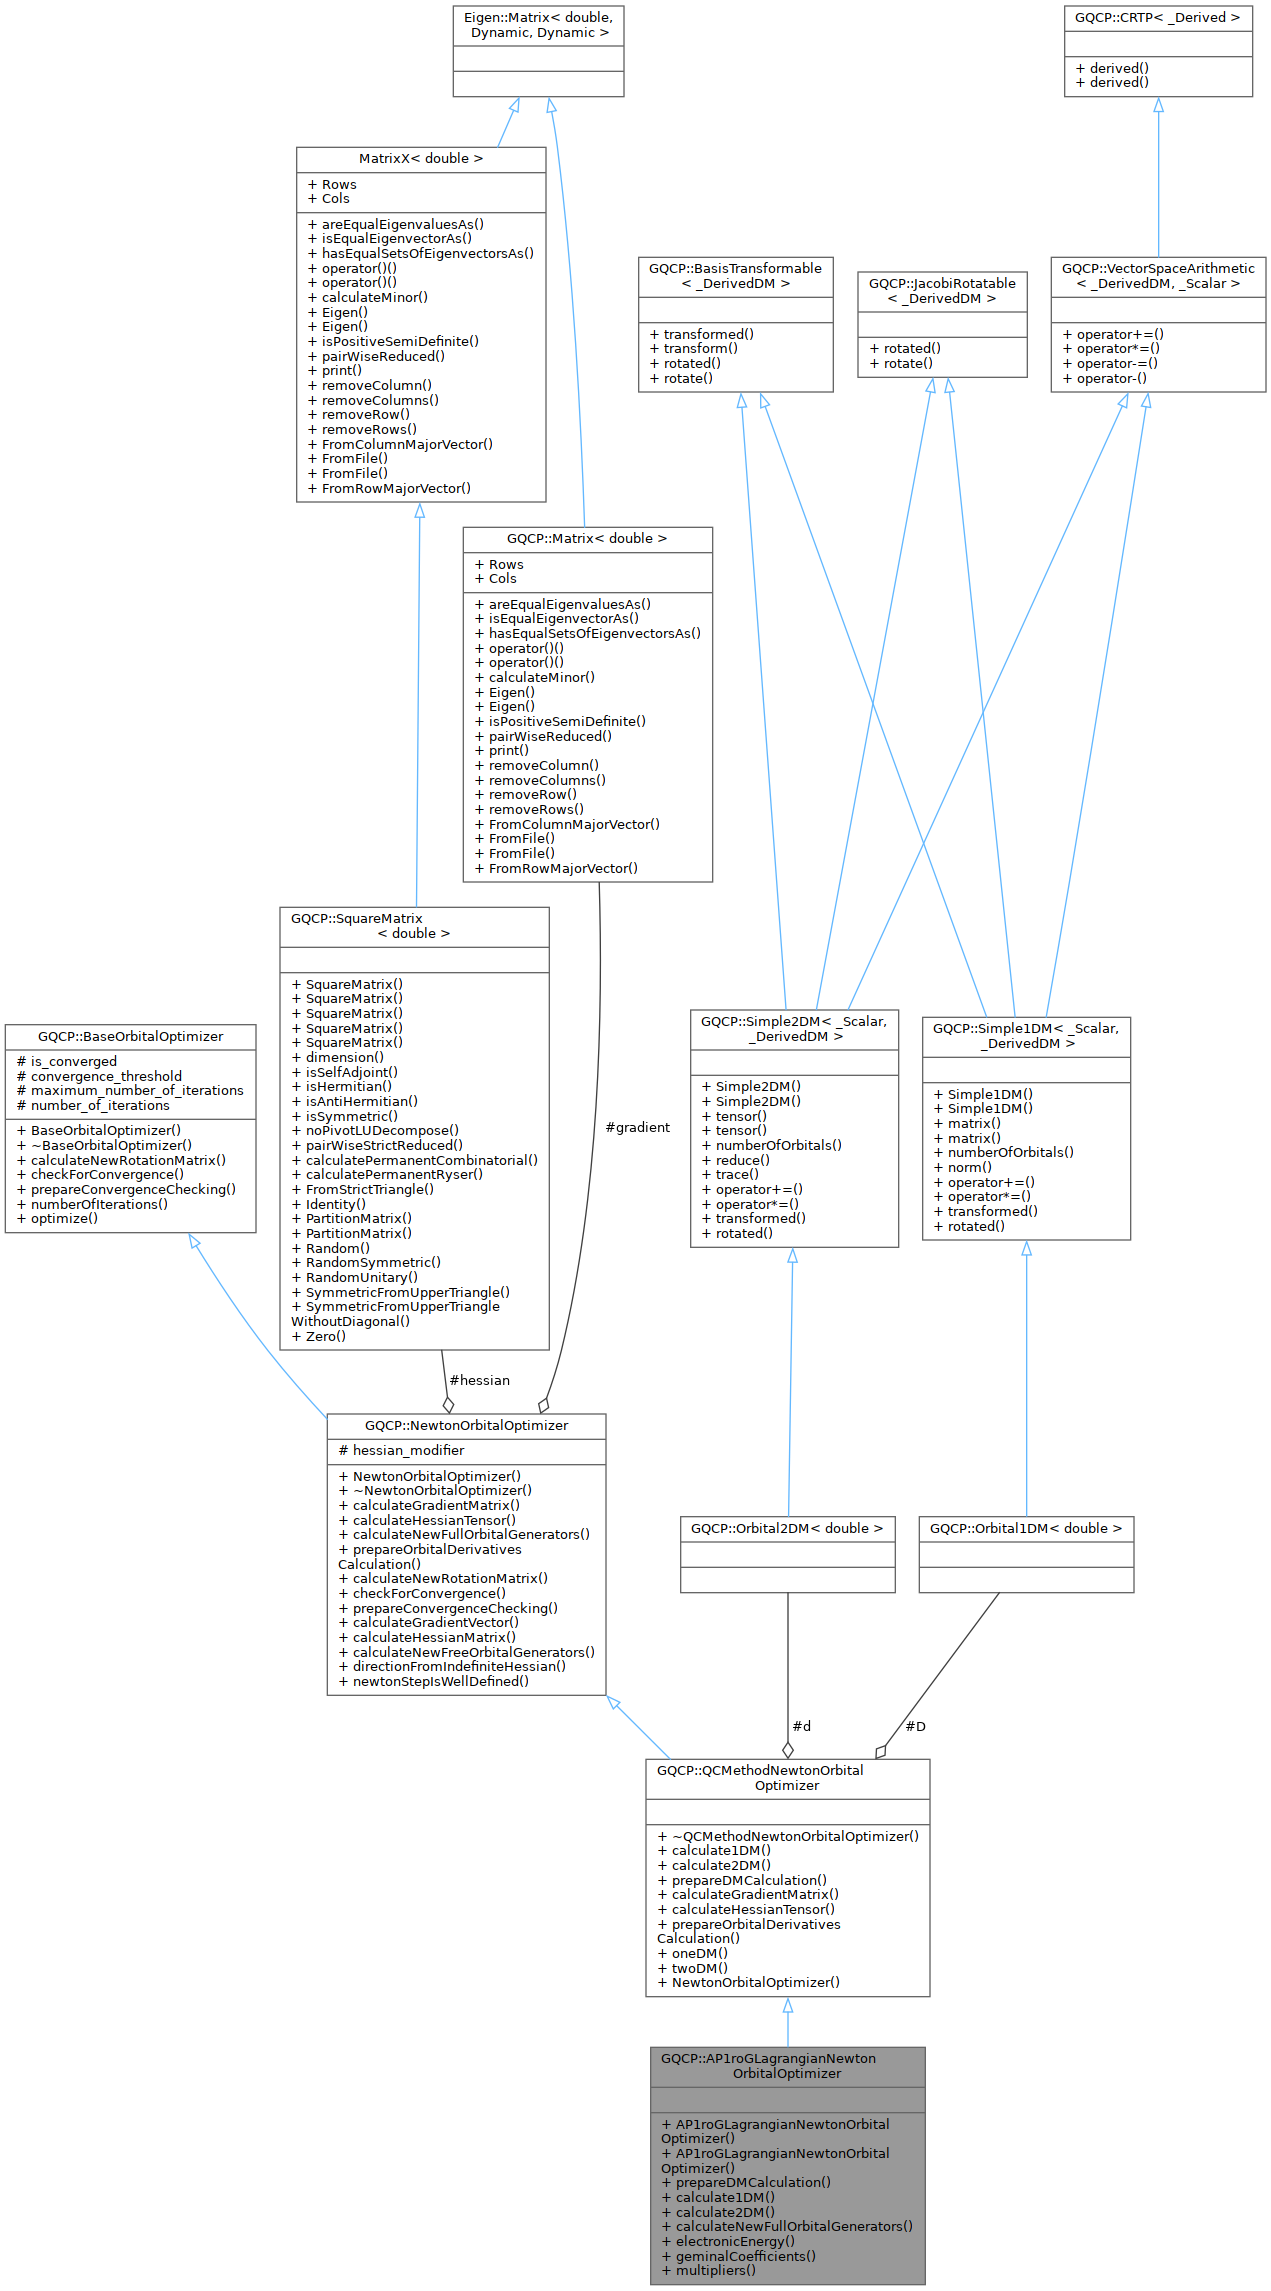 Eigen::Matrix< double,
Dynamic, Dynamic >
GQCP::CRTP< _Derived >
+ derived()
+ derived()
MatrixX< double >
+ Rows
+ Cols
+ areEqualEigenvaluesAs()
+ isEqualEigenvectorAs()
+ hasEqualSetsOfEigenvectorsAs()
+ operator()()
+ operator()()
+ calculateMinor()
+ Eigen()
+ Eigen()
+ isPositiveSemiDefinite()
+ pairWiseReduced()
+ print()
+ removeColumn()
+ removeColumns()
+ removeRow()
+ removeRows()
+ FromColumnMajorVector()
+ FromFile()
+ FromFile()
+ FromRowMajorVector()
GQCP::BasisTransformable
< _DerivedDM >
+ transformed()
+ transform()
+ rotated()
+ rotate()
GQCP::JacobiRotatable
< _DerivedDM >
+ rotated()
+ rotate()
GQCP::VectorSpaceArithmetic
< _DerivedDM, _Scalar >
+ operator+=()
+ operator*=()
+ operator-=()
+ operator-()
GQCP::Matrix< double >
+ Rows
+ Cols
+ areEqualEigenvaluesAs()
+ isEqualEigenvectorAs()
+ hasEqualSetsOfEigenvectorsAs()
+ operator()()
+ operator()()
+ calculateMinor()
+ Eigen()
+ Eigen()
+ isPositiveSemiDefinite()
+ pairWiseReduced()
+ print()
+ removeColumn()
+ removeColumns()
+ removeRow()
+ removeRows()
+ FromColumnMajorVector()
+ FromFile()
+ FromFile()
+ FromRowMajorVector()
GQCP::SquareMatrix
< double >
+ SquareMatrix()
+ SquareMatrix()
+ SquareMatrix()
+ SquareMatrix()
+ SquareMatrix()
+ dimension()
+ isSelfAdjoint()
+ isHermitian()
+ isAntiHermitian()
+ isSymmetric()
+ noPivotLUDecompose()
+ pairWiseStrictReduced()
+ calculatePermanentCombinatorial()
+ calculatePermanentRyser()
+ FromStrictTriangle()
+ Identity()
+ PartitionMatrix()
+ PartitionMatrix()
+ Random()
+ RandomSymmetric()
+ RandomUnitary()
+ SymmetricFromUpperTriangle()
+ SymmetricFromUpperTriangle
WithoutDiagonal()
+ Zero()
GQCP::BaseOrbitalOptimizer
# is_converged
# convergence_threshold
# maximum_number_of_iterations
# number_of_iterations
+ BaseOrbitalOptimizer()
+ ~BaseOrbitalOptimizer()
+ calculateNewRotationMatrix()
+ checkForConvergence()
+ prepareConvergenceChecking()
+ numberOfIterations()
+ optimize()
#gradient
GQCP::Simple2DM< _Scalar,
_DerivedDM >
+ Simple2DM()
+ Simple2DM()
+ tensor()
+ tensor()
+ numberOfOrbitals()
+ reduce()
+ trace()
+ operator+=()
+ operator*=()
+ transformed()
+ rotated()
GQCP::Simple1DM< _Scalar,
_DerivedDM >
+ Simple1DM()
+ Simple1DM()
+ matrix()
+ matrix()
+ numberOfOrbitals()
+ norm()
+ operator+=()
+ operator*=()
+ transformed()
+ rotated()
#hessian
GQCP::NewtonOrbitalOptimizer
# hessian_modifier
+ NewtonOrbitalOptimizer()
+ ~NewtonOrbitalOptimizer()
+ calculateGradientMatrix()
+ calculateHessianTensor()
+ calculateNewFullOrbitalGenerators()
+ prepareOrbitalDerivatives
Calculation()
+ calculateNewRotationMatrix()
+ checkForConvergence()
+ prepareConvergenceChecking()
+ calculateGradientVector()
+ calculateHessianMatrix()
+ calculateNewFreeOrbitalGenerators()
+ directionFromIndefiniteHessian()
+ newtonStepIsWellDefined()
GQCP::Orbital2DM< double >
GQCP::Orbital1DM< double >
#d
#D
GQCP::QCMethodNewtonOrbital
Optimizer
+ ~QCMethodNewtonOrbitalOptimizer()
+ calculate1DM()
+ calculate2DM()
+ prepareDMCalculation()
+ calculateGradientMatrix()
+ calculateHessianTensor()
+ prepareOrbitalDerivatives
Calculation()
+ oneDM()
+ twoDM()
+ NewtonOrbitalOptimizer()
GQCP::AP1roGLagrangianNewton
OrbitalOptimizer
+ AP1roGLagrangianNewtonOrbital
Optimizer()
+ AP1roGLagrangianNewtonOrbital
Optimizer()
+ prepareDMCalculation()
+ calculate1DM()
+ calculate2DM()
+ calculateNewFullOrbitalGenerators()
+ electronicEnergy()
+ geminalCoefficients()
+ multipliers()